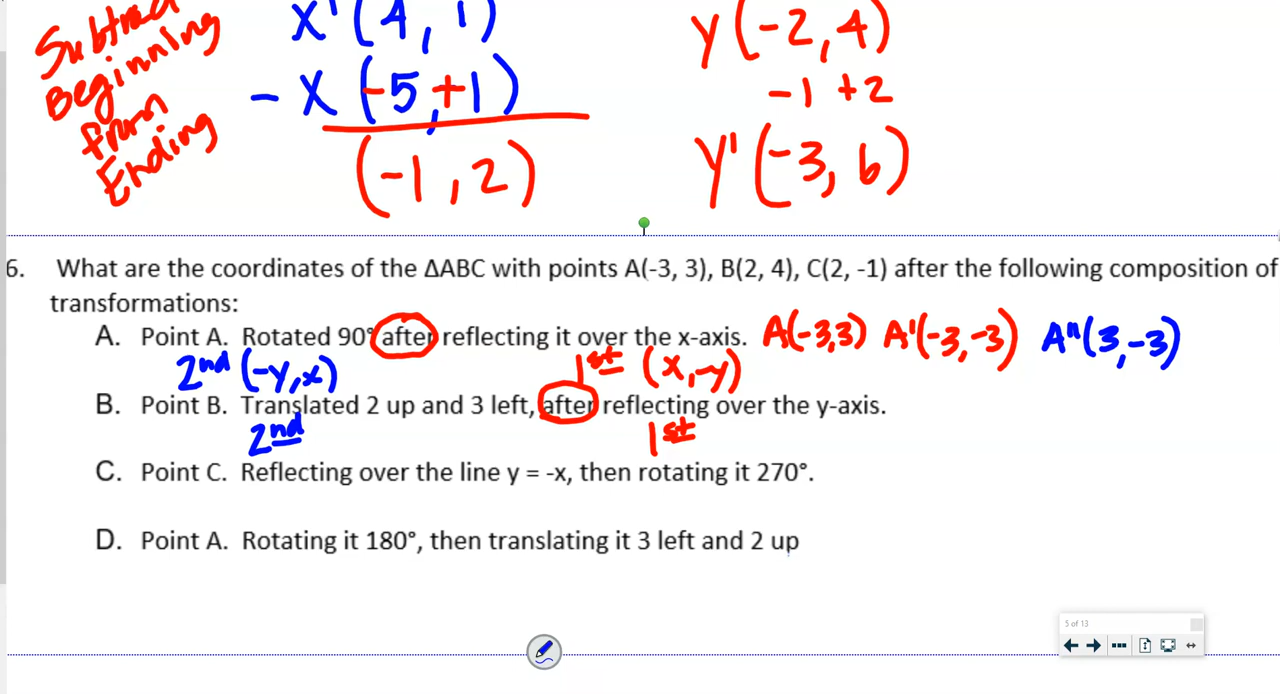 Subtract
Beginning
from
Ending
X'(4, 1)
- X(-5,+1)
(-1, 2)
Y(-2, 4)
-1 +2
Y'(-3, 6)
6. What are the coordinates of the ΔABC with points A(-3, 3), B(2, 4), C(2, -1) after the following composition of
transformations:
A. Point A. Rotated 90° after reflecting it over the x-axis. A(-3,3) A'(-3,-3) A"(3,-3)
2nd (-y,x) 1st (x,-y)
B. Point B. Translated 2 up and 3 left, after reflecting over the y-axis.
2nd 1st
C. Point C. Reflecting over the line y = -x, then rotating it 270°.
D. Point A. Rotating it 180°, then translating it 3 left and 2 up
5 of 13